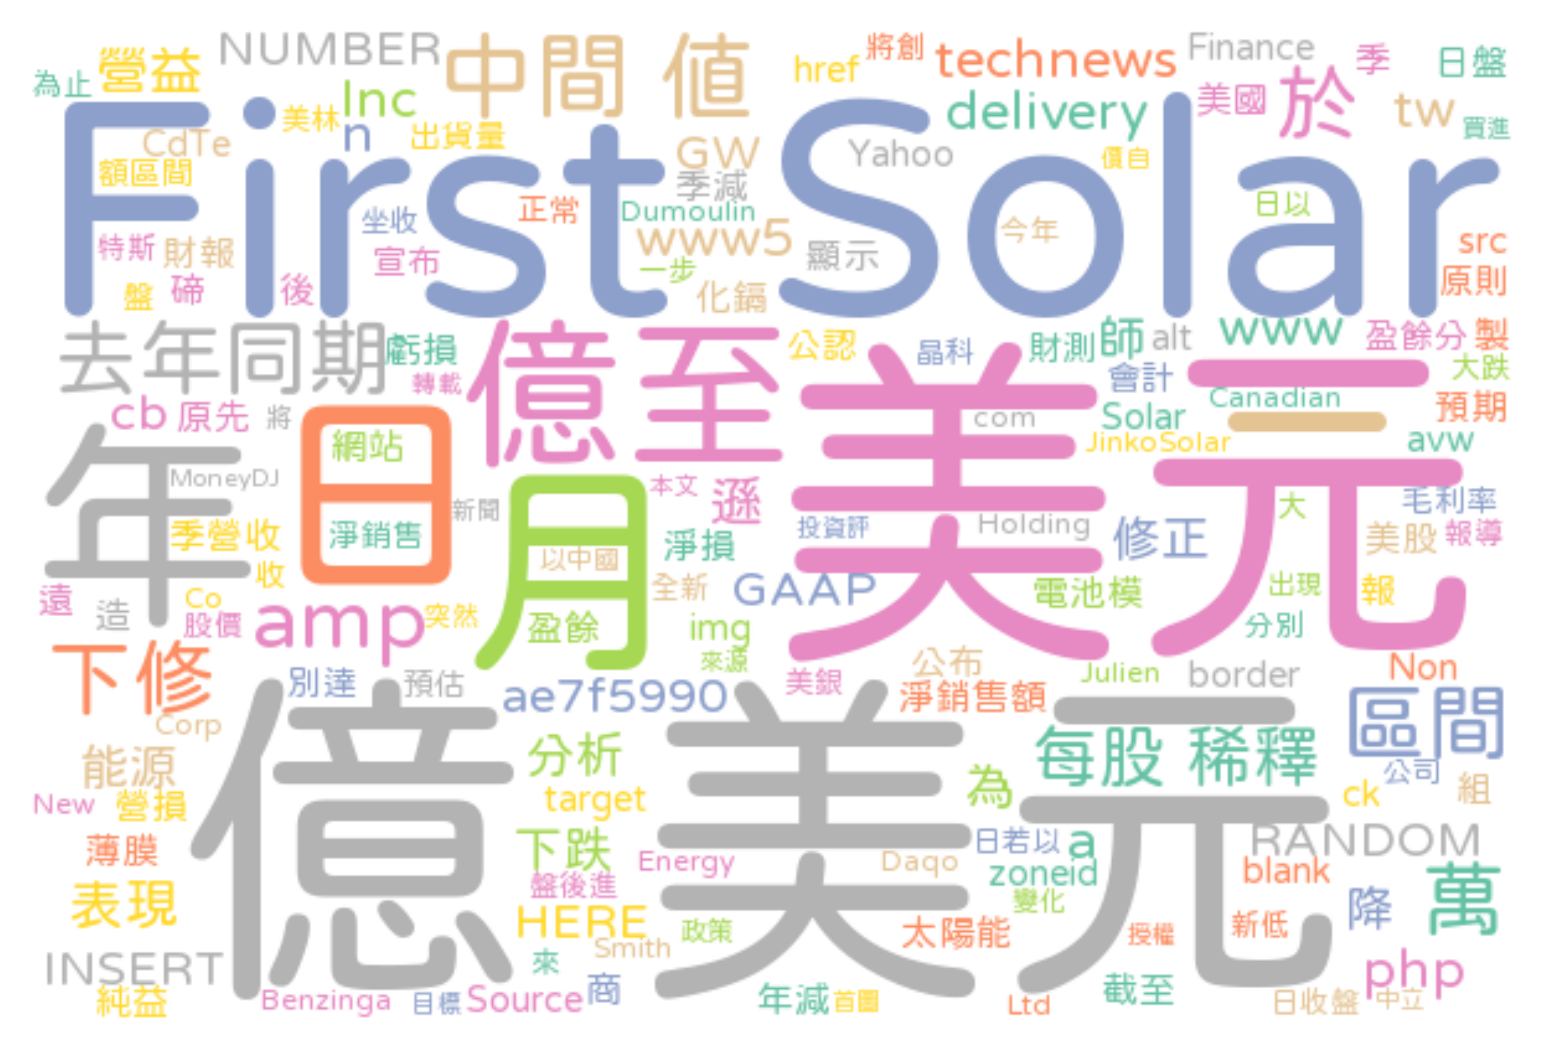 為止 營益 NUMBER 中間 值 href 將創 technews Finance 季 日盤
Inc 美林 n 出貨量 delivery 美國 於 tw 買進
CdTe GW Yahoo 價自
額區間 季減
First Solar
坐收 正常 Dumoulin 今年 日以
特斯 財報 宣布 www5 顯示 src
盤 碲 後 一步 化鎘 原則
去年同期 虧損 億至 公認 晶科 財測 師 alt www 盈餘分 製
轉載 美元 會計 大跌
cb 原先 將 com Solar Canadian 預期
年 日 網站 JinkoSolar avw
MoneyDJ 月 本文 遜 大 毛利率
新聞 投資評 Holding 修正 美股 報導
季營收 淨銷售 以中國 淨損
收 全新 GAAP 電池模 出現 報
遠 造 Co 股價 amp 突然 盈餘 img 分別
下修 來源 公布 Julien border Non
別達 預估 ae7f5990 美銀 淨銷售額 區間
Corp 億 美元
能源 分析 每股 稀釋 公司
New 營損 target 為 ck 組
薄膜 下跌 Energy Daqo 日若以 a RANDOM
盤後進 zoneid blank
表現 HERE 政策 變化 降 萬
Smith 太陽能 授權 新低
INSERT 來 php
純益 Benzinga 目標 Source 商 年減 首圖 Ltd 截至 日收盤 中立